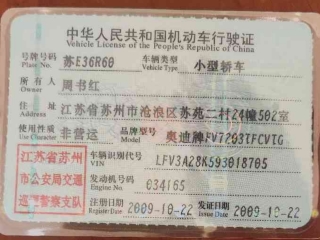 中华人民共和国机动车行驶证
Vehicle License of the People's Republic of China
号牌号码 苏E36R60 车辆类型 小型轿车
Plate No. Vehicle Type
所有人 周书红
Owner
住址 江苏省苏州市沧浪区苏苑二村24幢502室
Address
使用性质 非营运 品牌型号 奥迪牌FV7203TFCVTG
Use Character Model
江苏省苏州
市公安局交通
巡逻警察支队
车辆识别代号 LFV3A28K593018705
VIN
发动机号码 034165
Engine No.
注册日期 2009-10-22 发证日期 2009-10-22
Register Date Issue Date